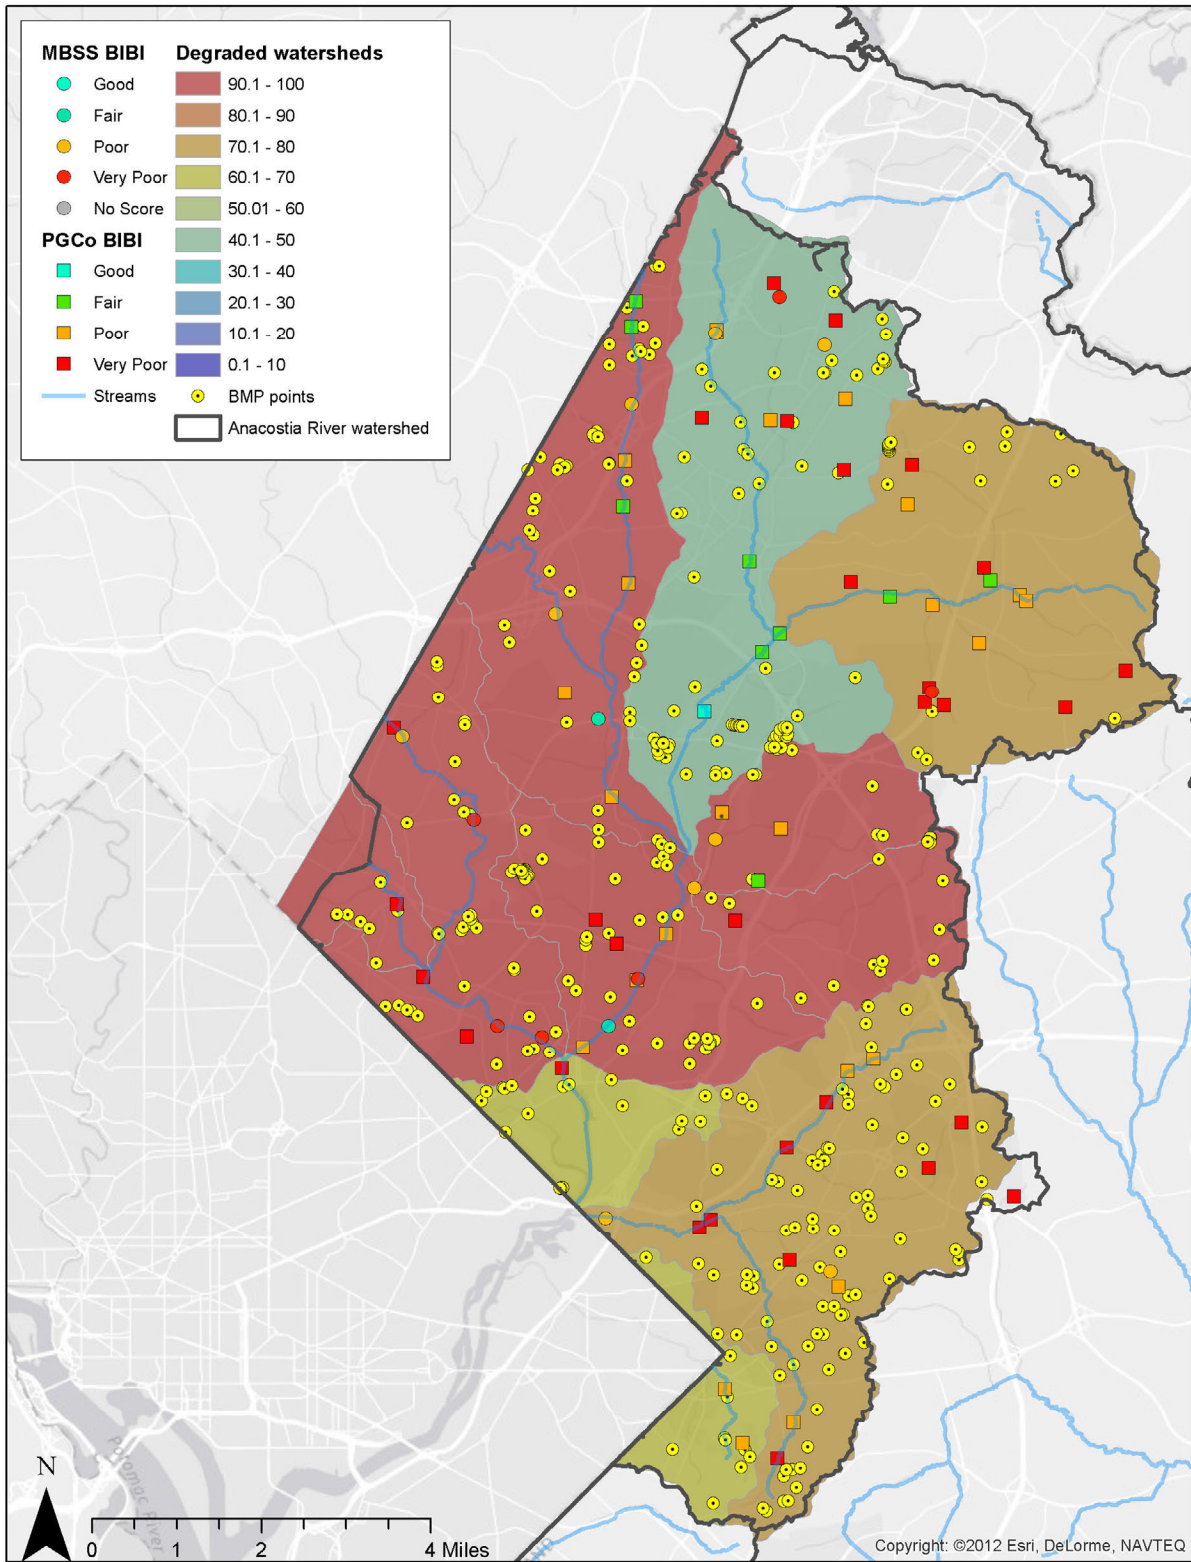 MBSS BIBI
Good
Fair
Poor
Very Poor
No Score
PGCo BIBI
Good
Fair
Poor
Very Poor
Streams
Degraded watersheds
90.1 - 100
80.1 - 90
70.1 - 80
60.1 - 70
50.01 - 60
40.1 - 50
30.1 - 40
20.1 - 30
10.1 - 20
0.1 - 10
BMP points
Anacostia River watershed
Potomac River
N
0 1 2 4 Miles
Copyright: ©2012 Esri, DeLorme, NAVTEQ